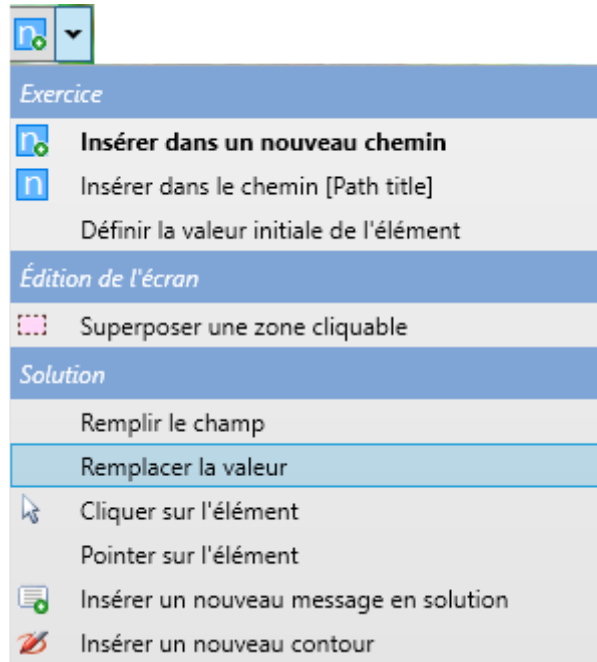 Exercice
Insérer dans un nouveau chemin
Insérer dans le chemin [Path title]
Définir la valeur initiale de l'élément
Édition de l'écran
Superposer une zone cliquable
Solution
Remplir le champ
Remplacer la valeur
Cliquer sur l'élément
Pointer sur l'élément
Insérer un nouveau message en solution
Insérer un nouveau contour